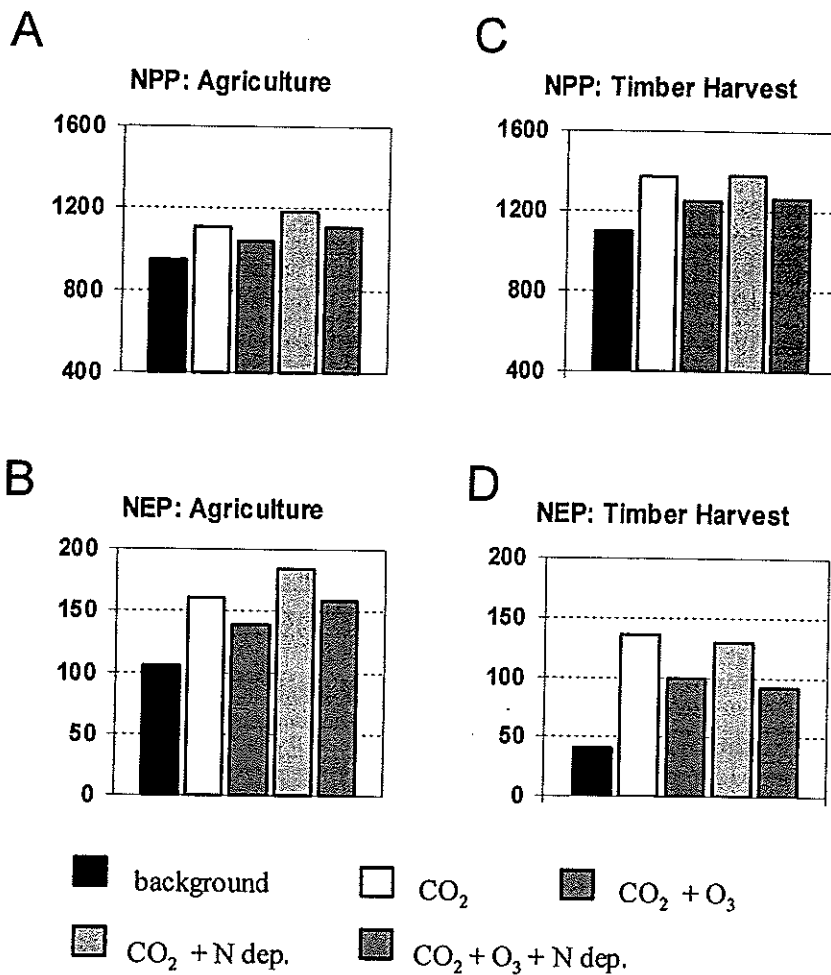 A
NPP: Agriculture
1600
1200
800
400
C
NPP: Timber Harvest
1600
1200
800
400
B
NEP: Agriculture
200
150
100
50
0
D
NEP: Timber Harvest
200
150
100
50
0
background
CO₂
CO₂ + O₃
CO₂ + N dep.
CO₂ + O₃ + N dep.